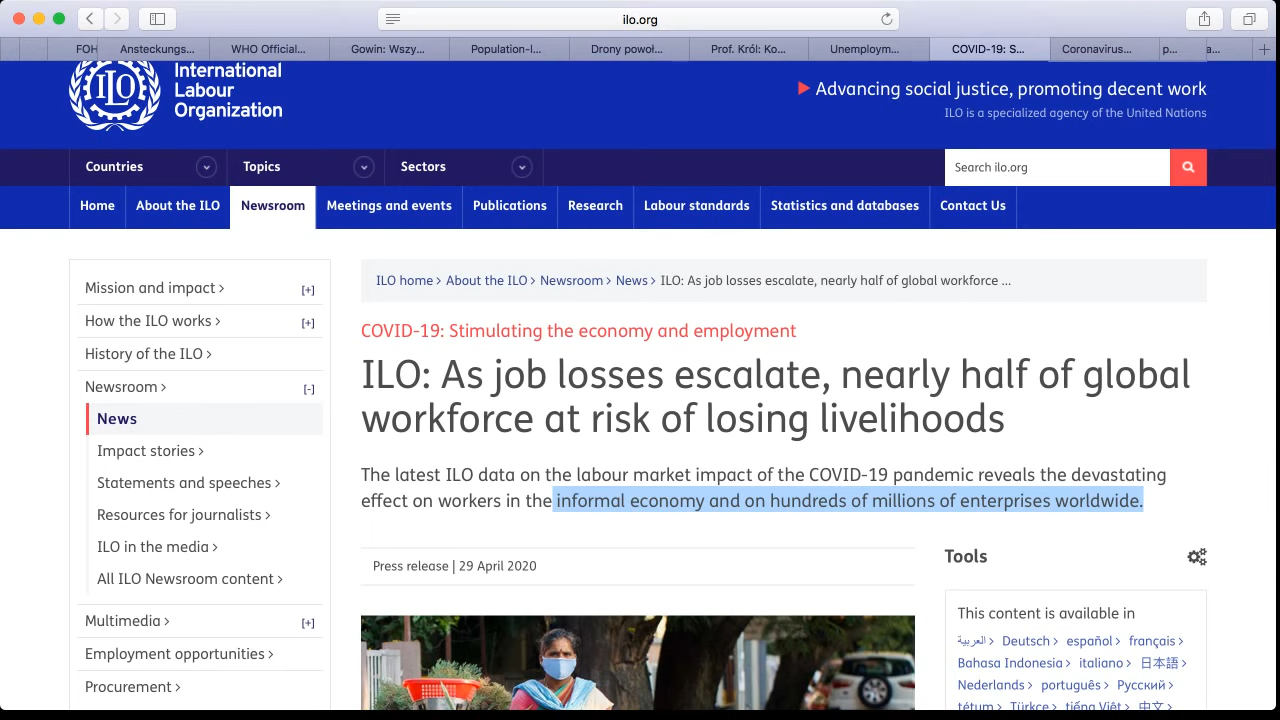 ilo.org
FOH
Ansteckungs...
WHO Official...
Gowin: Wszy...
Population-I...
Drony powoł...
Prof. Król: Ko...
Unemploym...
COVID-19: S...
Coronavirus...
p...
a...
ILO
International
Labour
Organization
Advancing social justice, promoting decent work
ILO is a specialized agency of the United Nations
Countries
Topics
Sectors
Search ilo.org
Home
About the ILO
Newsroom
Meetings and events
Publications
Research
Labour standards
Statistics and databases
Contact Us
Mission and impact › [+]
How the ILO works › [+]
History of the ILO ›
Newsroom › [-]
News
Impact stories ›
Statements and speeches ›
Resources for journalists ›
ILO in the media ›
All ILO Newsroom content ›
Multimedia › [+]
Employment opportunities ›
Procurement ›
ILO home › About the ILO › Newsroom › News › ILO: As job losses escalate, nearly half of global workforce ...
COVID-19: Stimulating the economy and employment
ILO: As job losses escalate, nearly half of global
workforce at risk of losing livelihoods
The latest ILO data on the labour market impact of the COVID-19 pandemic reveals the devastating
effect on workers in the informal economy and on hundreds of millions of enterprises worldwide.
Press release | 29 April 2020
Tools
This content is available in
العربية › Deutsch › español › français ›
Bahasa Indonesia › italiano › 日本語 ›
Nederlands › português › Русский ›
tétum › Türkçe › tiếng Việt › 中文 ›